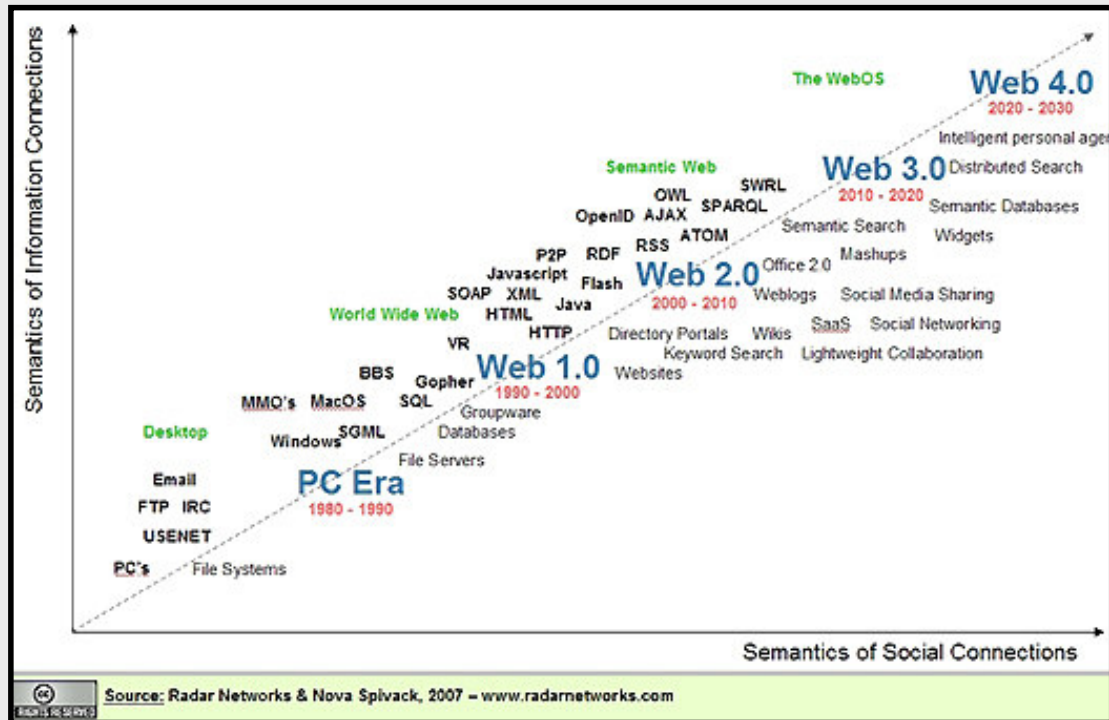 Semantics of Information Connections
The WebOS
Web 4.0
2020 - 2030
Intelligent personal agen
Semantic Web
Web 3.0
Distributed Search
2010 - 2020
SWRL
OWL
SPARQL
Semantic Databases
OpenID
AJAX
Semantic Search
Widgets
ATOM
RSS
P2P
RDF
Mashups
Javascript
Flash
Web 2.0
Office 2.0
2000 - 2010
SOAP
XML
Java
Weblogs
Social Media Sharing
World Wide Web
HTML
HTTP
Directory Portals
Wikis
SaaS
Social Networking
VR
Keyword Search
Lightweight Collaboration
Web 1.0
1990 - 2000
Websites
BBS
Gopher
MMO's
MacOS
SQL
Groupware
Desktop
Windows
SGML
Databases
File Servers
Email
PC Era
1980 - 1990
FTP
IRC
USENET
PC's
File Systems
Semantics of Social Connections
cc
Source: Radar Networks & Nova Spivack, 2007 – www.radarnetworks.com